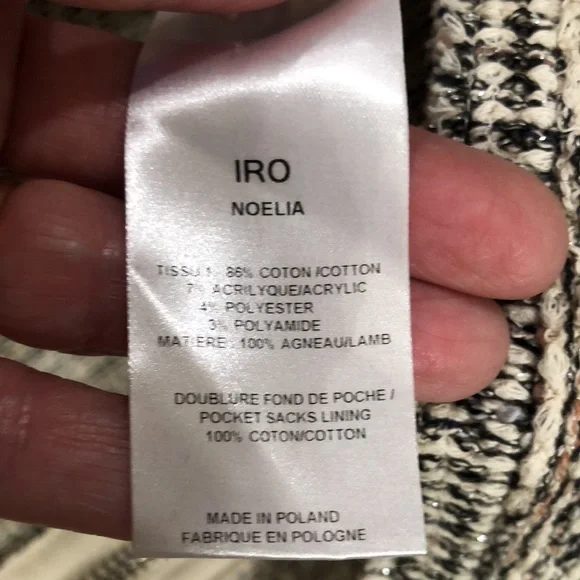 IRO
NOELIA
TISSU 1 86% COTON/COTTON
7% ACRILYQUE/ACRYLIC
4% POLYESTER
3% POLYAMIDE
MATIERE: 100% AGNEAU/LAMB
DOUBLURE FOND DE POCHE /
POCKET SACKS LINING
100% COTON/COTTON
MADE IN POLAND
FABRIQUE EN POLOGNE